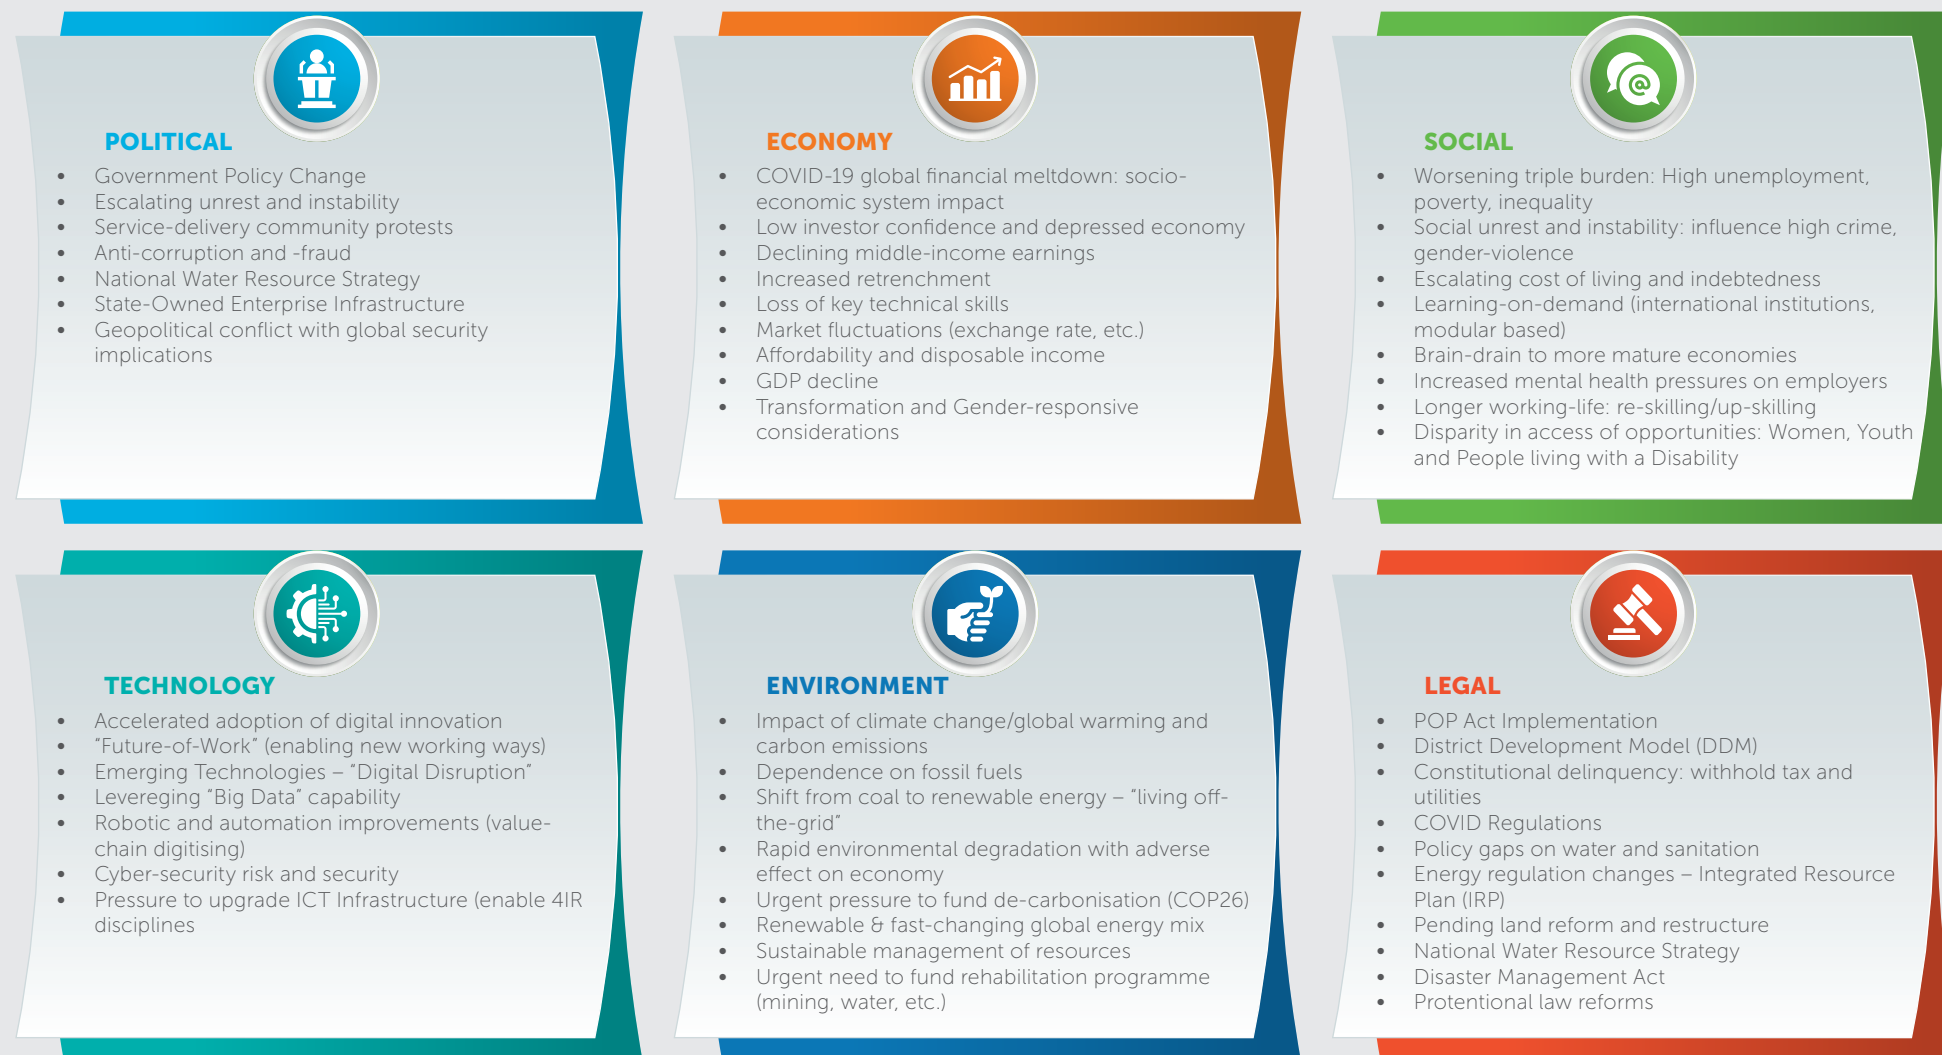 POLITICAL
• Government Policy Change
• Escalating unrest and instability
• Service-delivery community protests
• Anti-corruption and -fraud
• National Water Resource Strategy
• State-Owned Enterprise Infrastructure
• Geopolitical conflict with global security
implications
ECONOMY
• COVID-19 global financial meltdown: socio-
economic system impact
• Low investor confidence and depressed economy
• Declining middle-income earnings
• Increased retrenchment
• Loss of key technical skills
• Market fluctuations (exchange rate, etc.)
• Affordability and disposable income
• GDP decline
• Transformation and Gender-responsive
considerations
SOCIAL
• Worsening triple burden: High unemployment,
poverty, inequality
• Social unrest and instability: influence high crime,
gender-violence
• Escalating cost of living and indebtedness
• Learning-on-demand (international institutions,
modular based)
• Brain-drain to more mature economies
• Increased mental health pressures on employers
• Longer working-life: re-skilling/up-skilling
• Disparity in access of opportunities: Women, Youth
and People living with a Disability
TECHNOLOGY
• Accelerated adoption of digital innovation
• "Future-of-Work" (enabling new working ways)
• Emerging Technologies – "Digital Disruption"
• Levereging "Big Data" capability
• Robotic and automation improvements (value-
chain digitising)
• Cyber-security risk and security
• Pressure to upgrade ICT Infrastructure (enable 4IR
disciplines
ENVIRONMENT
• Impact of climate change/global warming and
carbon emissions
• Dependence on fossil fuels
• Shift from coal to renewable energy – "living off-
the-grid"
• Rapid environmental degradation with adverse
effect on economy
• Urgent pressure to fund de-carbonisation (COP26)
• Renewable & fast-changing global energy mix
• Sustainable management of resources
• Urgent need to fund rehabilitation programme
(mining, water, etc.)
LEGAL
• POP Act Implementation
• District Development Model (DDM)
• Constitutional delinquency: withhold tax and
utilities
• COVID Regulations
• Policy gaps on water and sanitation
• Energy regulation changes – Integrated Resource
Plan (IRP)
• Pending land reform and restructure
• National Water Resource Strategy
• Disaster Management Act
• Protentional law reforms